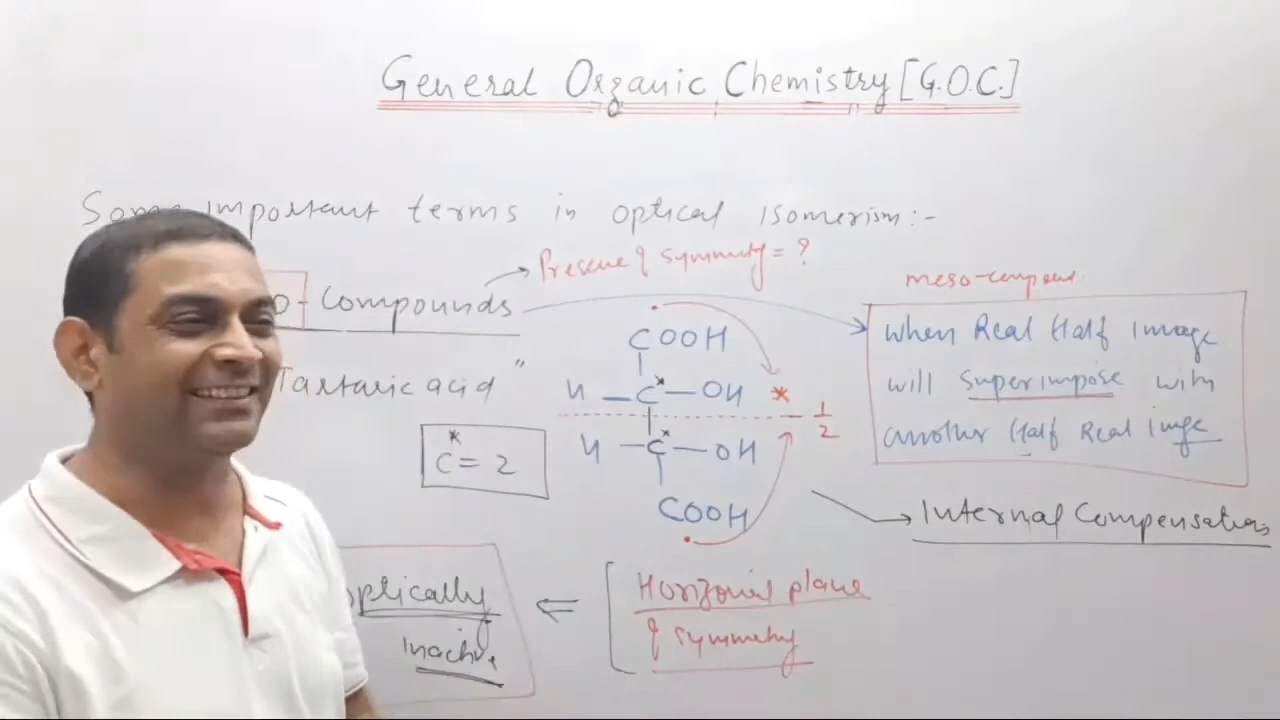 General Organic Chemistry [G.O.C.]
Some important terms in optical isomerism:-
Presence of symmetry = ?
o-Compounds
meso-compound
When Real Half Image
will Superimpose with
another Half Real Image
Tartaric acid"
COOH
H – C* – OH *
1/2
H – C* – OH
COOH
*
C = 2
Internal Compensation
ptically
inactive
⇐
Horizontal plane
of symmetry